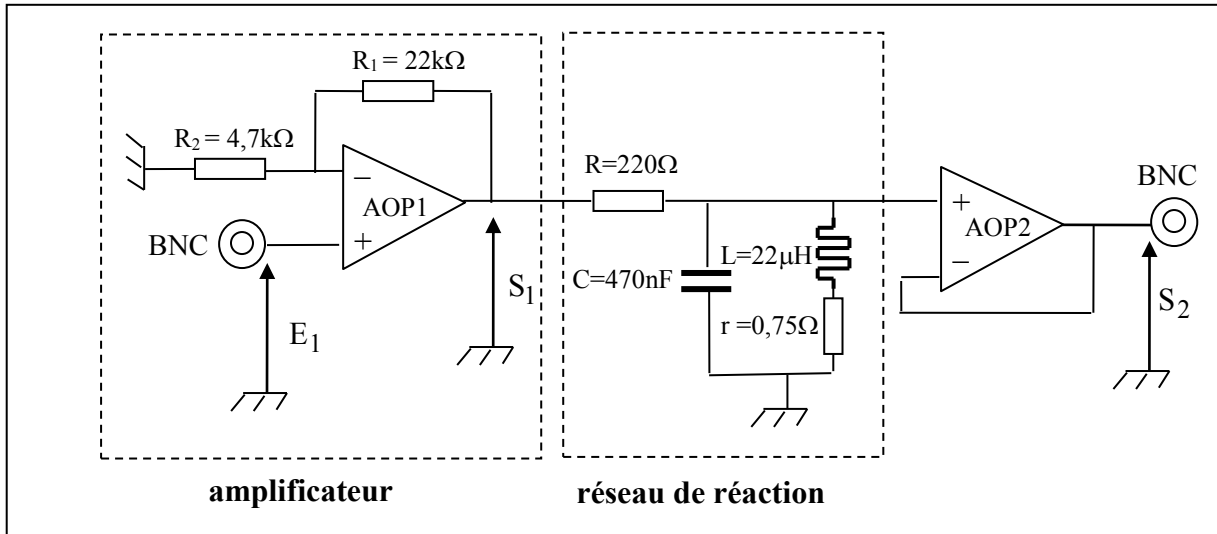 R₁ = 22kΩ
R₂ = 4,7kΩ
−
AOP1
+
BNC
E₁
S₁
R=220Ω
C=470nF
L=22μH
r =0,75Ω
+
AOP2
−
BNC
S₂
amplificateur
réseau de réaction